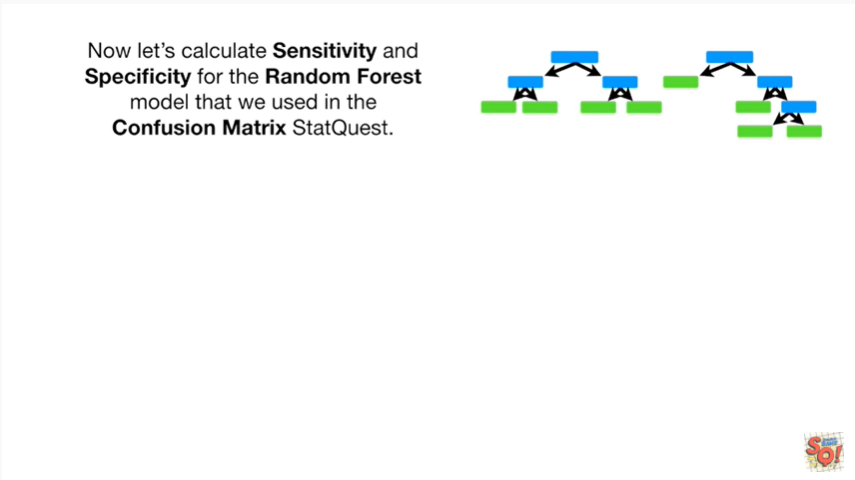 Now let's calculate Sensitivity and
Specificity for the Random Forest
model that we used in the
Confusion Matrix StatQuest.
SQ!